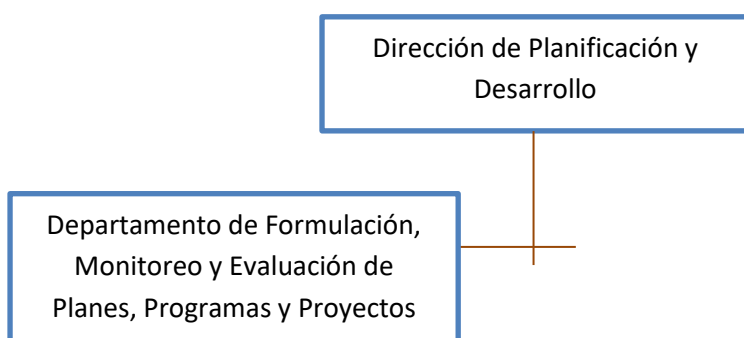 Dirección de Planificación y
Desarrollo
Departamento de Formulación,
Monitoreo y Evaluación de
Planes, Programas y Proyectos